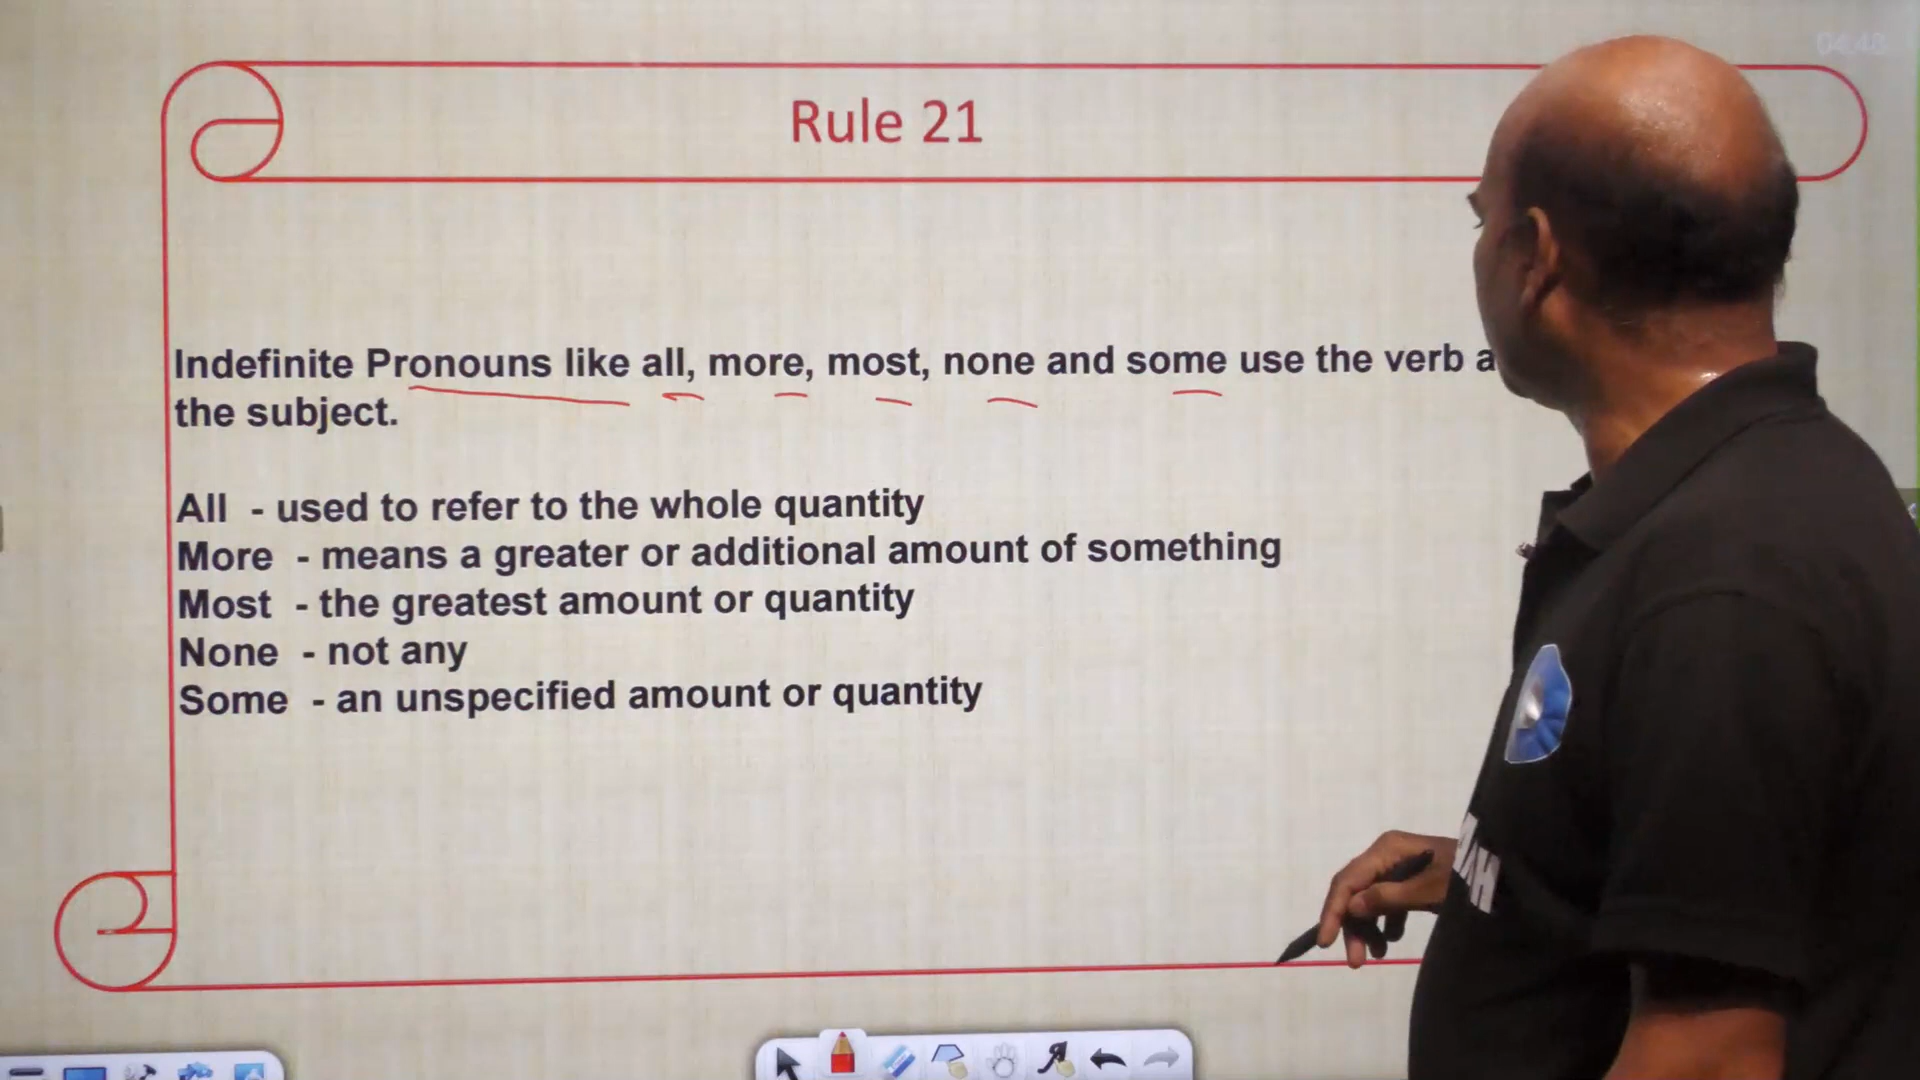 04:43
Rule 21
Indefinite Pronouns like all, more, most, none and some use the verb
the subject.
All - used to refer to the whole quantity
More - means a greater or additional amount of something
Most - the greatest amount or quantity
None - not any
Some - an unspecified amount or quantity